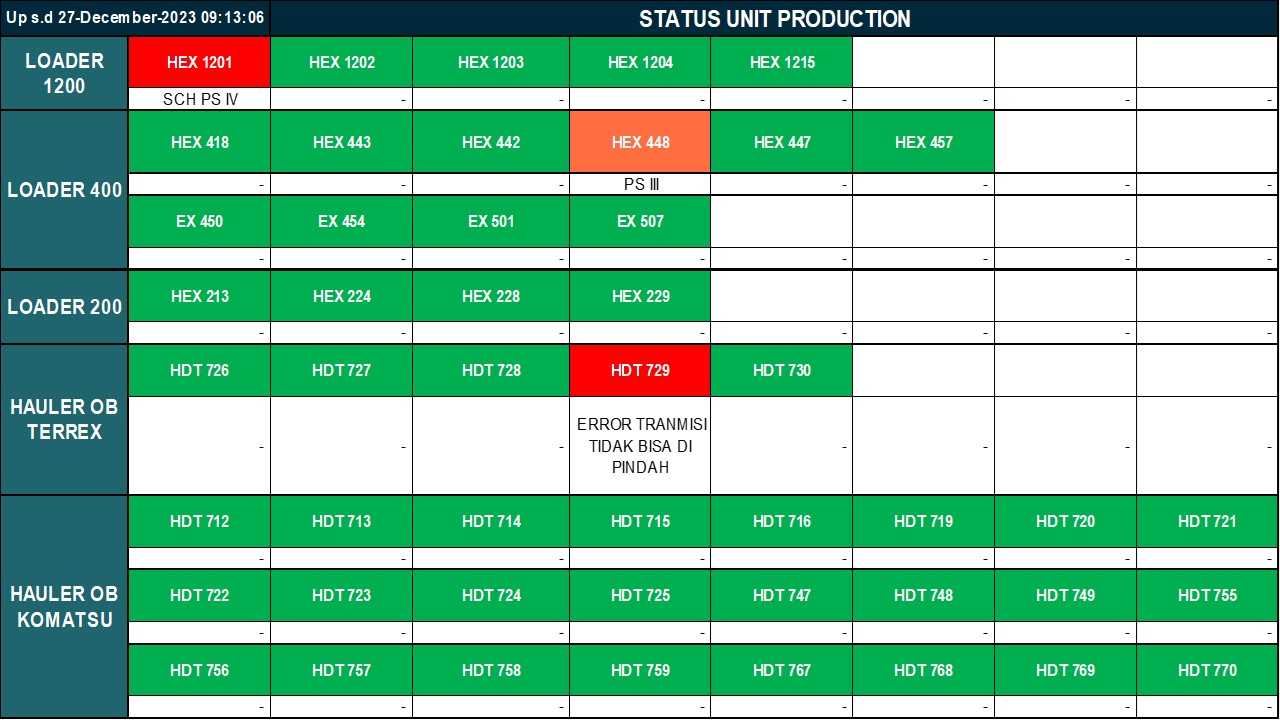 Up s.d 27-December-2023 09:13:06 STATUS UNIT PRODUCTION
LOADER 1200
HEX 1201 HEX 1202 HEX 1203 HEX 1204 HEX 1215
SCH PS IV - - - - - - -
LOADER 400
HEX 418 HEX 443 HEX 442 HEX 448 HEX 447 HEX 457
- - - PS III - - - -
EX 450 EX 454 EX 501 EX 507
- - - - - - - -
LOADER 200
HEX 213 HEX 224 HEX 228 HEX 229
- - - - - - - -
HAULER OB
TERREX
HDT 726 HDT 727 HDT 728 HDT 729 HDT 730
- - - ERROR TRANMISI
TIDAK BISA DI
PINDAH - - - -
HAULER OB
KOMATSU
HDT 712 HDT 713 HDT 714 HDT 715 HDT 716 HDT 719 HDT 720 HDT 721
- - - - - - - -
HDT 722 HDT 723 HDT 724 HDT 725 HDT 747 HDT 748 HDT 749 HDT 755
- - - - - - - -
HDT 756 HDT 757 HDT 758 HDT 759 HDT 767 HDT 768 HDT 769 HDT 770
- - - - - - - -